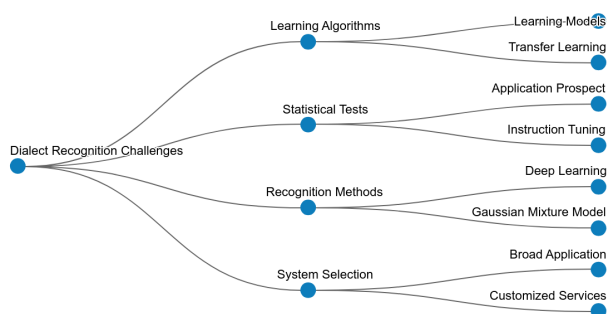 Dialect Recognition Challenges
Learning Algorithms
Learning Models
Transfer Learning
Statistical Tests
Application Prospect
Instruction Tuning
Recognition Methods
Deep Learning
Gaussian Mixture Model
System Selection
Broad Application
Customized Services